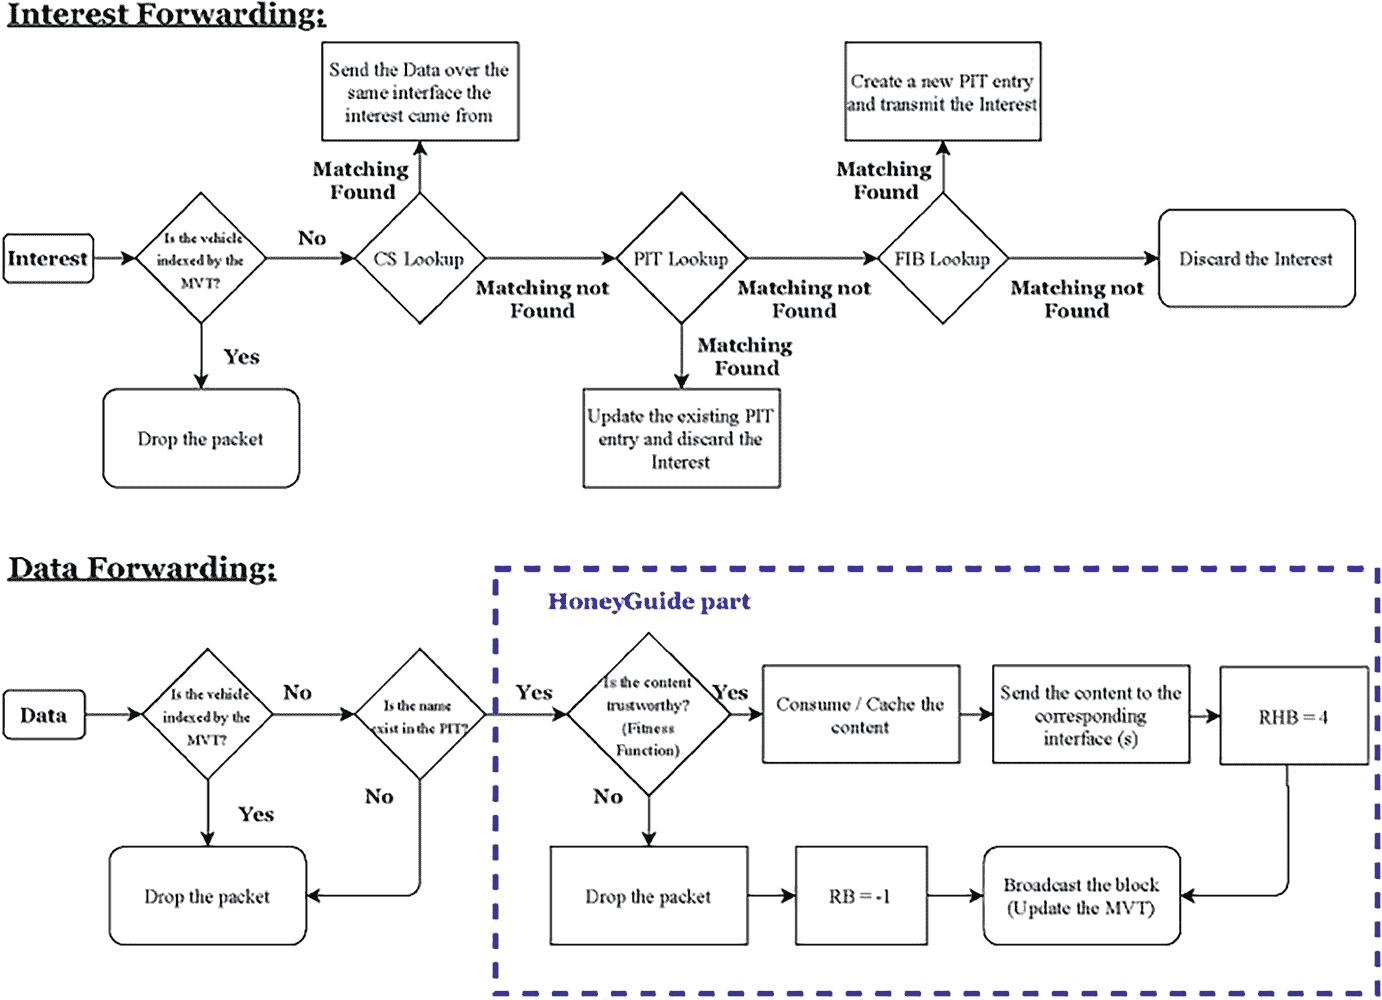 Interest Forwarding:
Send the Data over the
same interface the
interest came from
Create a new PIT entry
and transmit the Interest
Matching
Found
Matching
Found
Interest
Is the vehicle
indexed by the
MVT?
No
CS Lookup
Matching not
Found
PIT Lookup
Matching not
Found
FIB Lookup
Matching not
Found
Discard the Interest
Yes
Drop the packet
Matching
Found
Update the existing PIT
entry and discard the
Interest
Data Forwarding:
HoneyGuide part
Data
Is the vehicle
indexed by the
MVT?
No
Is the name
exist in the PIT?
Yes
Is the content
trustworthy?
(Fitness
Function)
Yes
Consume / Cache the
content
Send the content to the
corresponding
interface (s)
RHB = 4
Yes
No
No
Drop the packet
Drop the packet
RB = -1
Broadcast the block
(Update the MVT)